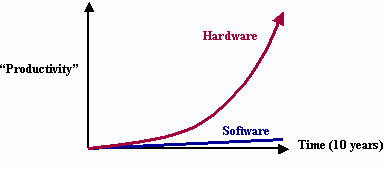 Hardware
“Productivity”
Software
Time (10 years)